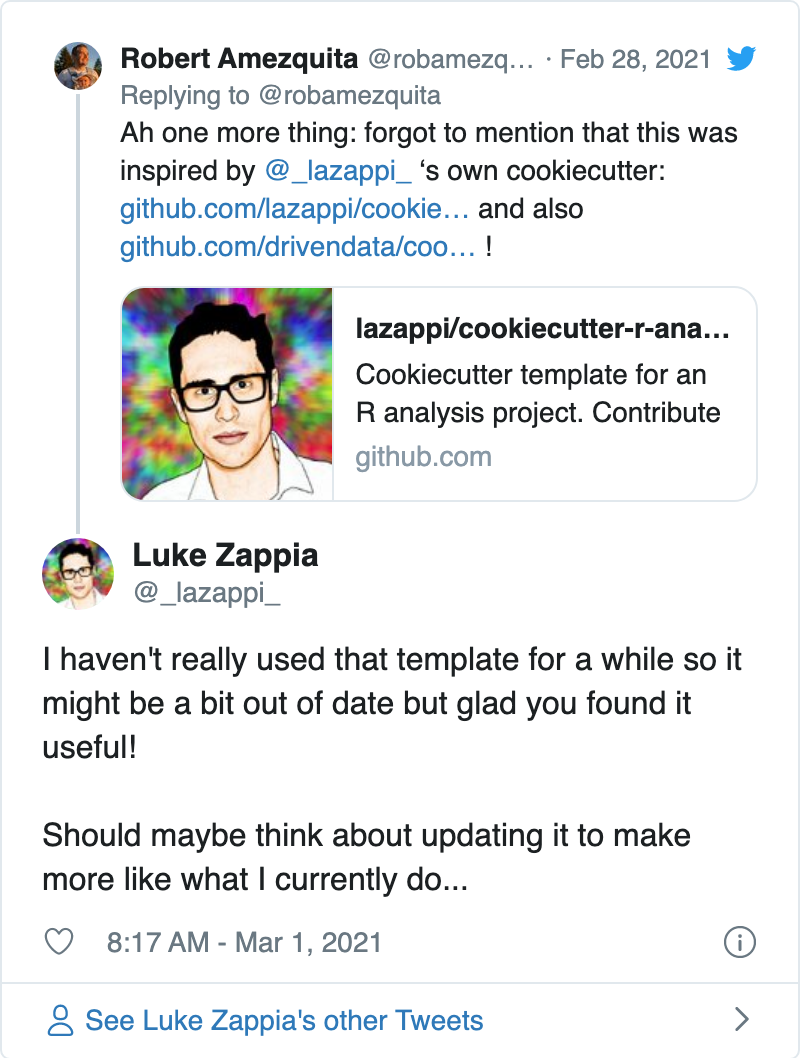 Robert Amezquita @robamezq... · Feb 28, 2021
Replying to @robamezquita
Ah one more thing: forgot to mention that this was
inspired by @_lazappi_ ‘s own cookiecutter:
github.com/lazappi/cookie… and also
github.com/drivendata/coo… !
lazappi/cookiecutter-r-ana...
Cookiecutter template for an
R analysis project. Contribute
github.com
Luke Zappia
@_lazappi_
I haven't really used that template for a while so it
might be a bit out of date but glad you found it
useful!
Should maybe think about updating it to make
more like what I currently do...
8:17 AM - Mar 1, 2021
See Luke Zappia's other Tweets